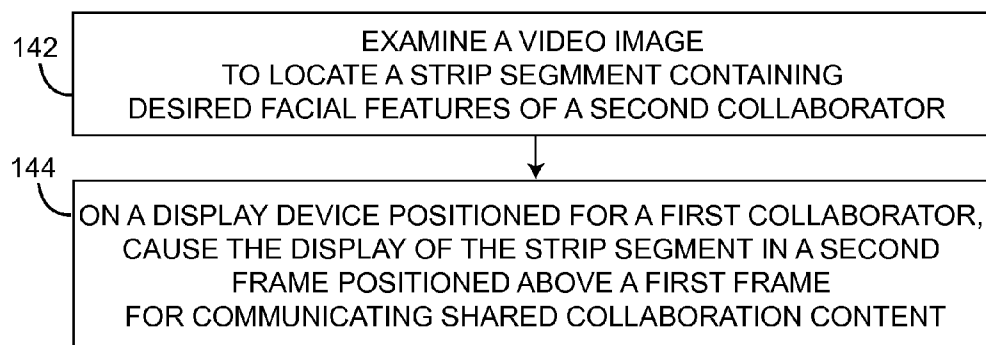 142
EXAMINE A VIDEO IMAGE
TO LOCATE A STRIP SEGMMENT CONTAINING
DESIRED FACIAL FEATURES OF A SECOND COLLABORATOR
144
ON A DISPLAY DEVICE POSITIONED FOR A FIRST COLLABORATOR,
CAUSE THE DISPLAY OF THE STRIP SEGMENT IN A SECOND
FRAME POSITIONED ABOVE A FIRST FRAME
FOR COMMUNICATING SHARED COLLABORATION CONTENT